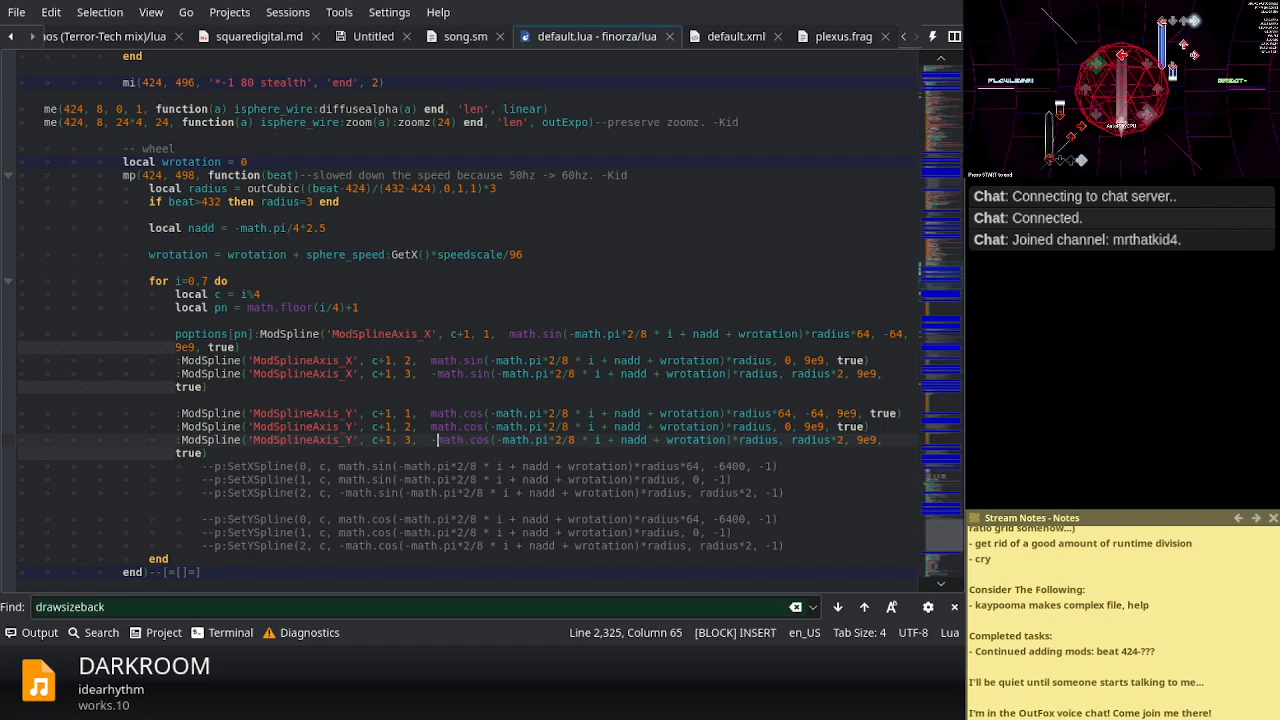 File Edit View Go Projects Sessions Tools Settings Help
os (Terror-Tech mix)/lua squaredigital.md Untitled song.sm default.lua - finorza/lua default.xml plexus.frag
end
mi(424, 496, '*-1 10 stealth', 'end', 2)
me(424, 8, 0, 1, function(a) isphere_wire:diffusealpha(a) end, 'len', linear)
me(424, 8, 24*4, 24, function(a) isphere_wire:zoom(a):zoomz(24) end, 'len', outExpo)--preserve zoomz. -Kid
-- wheel
local wrotation = 0
mp(424, 498, function(beat)--slowed down the speed because 50hz -> 60hz. -Kid
local radius = outCubic((beat-424)/(432-424),0,1,1)*3
if beat>432 then radius=3 end
local nadd = -math.pi/4*2.5
wrotation = wrotation + sphere_speed:GetX()*speedscale/96
for i=0,7 do
local c = i%4
local pn = math.floor(i/4)+1
poptions[pn]:ModSpline('ModSplineAxis_X', c+1, 1, math.sin(-math.pi*2/8 * i + nadd + wrotation)*radius*64, -64,
9e9, true)
:ModSpline('ModSplineAxis_X', c+1, 2, math.sin(-math.pi*2/8 * i + nadd + wrotation)*radius, 0, 9e9, true)
:ModSpline('ModSplineAxis_X', c+1, 3, -math.sin(-math.pi*2/8 * i + nadd + wrotation)*radius, radius*2, 9e9,
true)
:ModSpline('ModSplineAxis_Y', c+1, 1, math.cos(-math.pi*2/8 * i + nadd + wrotation)*radius*64, -64, 9e9, true)
:ModSpline('ModSplineAxis_Y', c+1, 2, math.cos(-math.pi*2/8 * i + nadd + wrotation)*radius, 0, 9e9, true)
:ModSpline('ModSplineAxis_Y', c+1, 3, -math.cos(-math.pi*2/8 * i + nadd + wrotation)*radius, radius*2, 9e9,
true)
--p:SetXSpline(0, c, math.sin(-math.pi*2/8 * i + nadd + wrotation)*radius*64, -6400, -1)
--p:SetXSpline(1, c, math.sin(-math.pi*2/8 * i + nadd + wrotation)*radius, 0, -1)
--p:SetXSpline(2, c, -math.sin(-math.pi*2/8 * i + nadd + wrotation)*radius, radius*2, -1)
--p:SetYSpline(0, c, math.cos(-math.pi*2/8 * i + nadd + wrotation)*radius*64, -6400, -1)
--p:SetYSpline(1, c, math.cos(-math.pi*2/8 * i + nadd + wrotation)*radius, 0, -1)
--p:SetYSpline(2, c, -math.cos(-math.pi*2/8 * i + nadd + wrotation)*radius, radius*2, -1)
end
end)--[=[]=]
Find: drawsizeback
Output Search Project Terminal Diagnostics Line 2,325, Column 65 [BLOCK] INSERT en_US Tab Size: 4 UTF-8 Lua
DARKROOM
idearhythm
works.10
Press START to end
Chat: Connecting to chat server..
Chat: Connected.
Chat: Joined channel: mrthatkid4.
Stream Notes - Notes
ratio grid somehow...)
- get rid of a good amount of runtime division
- cry
Consider The Following:
- kaypooma makes complex file, help
Completed tasks:
- Continued adding mods: beat 424-???
I'll be quiet until someone starts talking to me...
I'm in the OutFox voice chat! Come join me there!